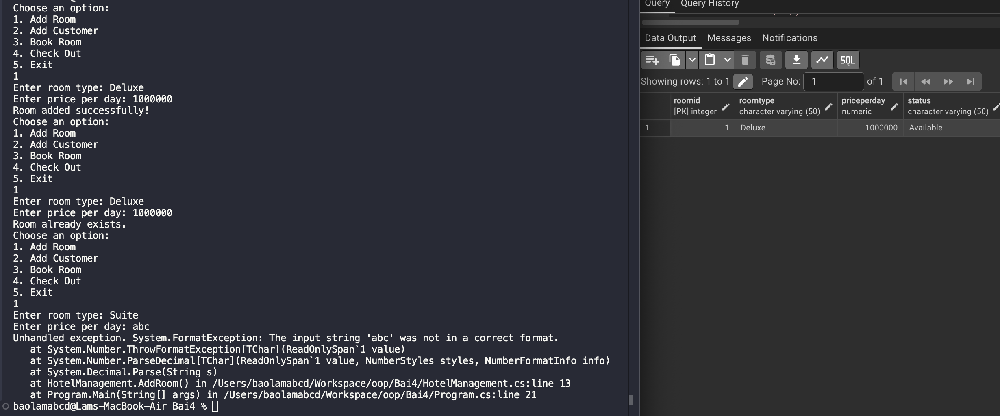 Choose an option:
1. Add Room
2. Add Customer
3. Book Room
4. Check Out
5. Exit
1
Enter room type: Deluxe
Enter price per day: 1000000
Room added successfully!
Choose an option:
1. Add Room
2. Add Customer
3. Book Room
4. Check Out
5. Exit
1
Enter room type: Deluxe
Enter price per day: 1000000
Room already exists.
Choose an option:
1. Add Room
2. Add Customer
3. Book Room
4. Check Out
5. Exit
1
Enter room type: Suite
Enter price per day: abc
Unhandled exception. System.FormatException: The input string 'abc' was not in a correct format.
   at System.Number.ThrowFormatException[TChar](ReadOnlySpan`1 value)
   at System.Number.ParseDecimal[TChar](ReadOnlySpan`1 value, NumberStyles styles, NumberFormatInfo info)
   at System.Decimal.Parse(String s)
   at HotelManagement.AddRoom() in /Users/baolamabcd/Workspace/oop/Bai4/HotelManagement.cs:line 13
   at Program.Main(String[] args) in /Users/baolamabcd/Workspace/oop/Bai4/Program.cs:line 21
baolamabcd@Lams-MacBook-Air Bai4 %
Query Query History
Data Output Messages Notifications
SQL
Showing rows: 1 to 1 Page No: 1 of 1
roomid roomtype priceperday status
[PK] integer character varying (50) numeric character varying (50)
1 1 Deluxe 1000000 Available